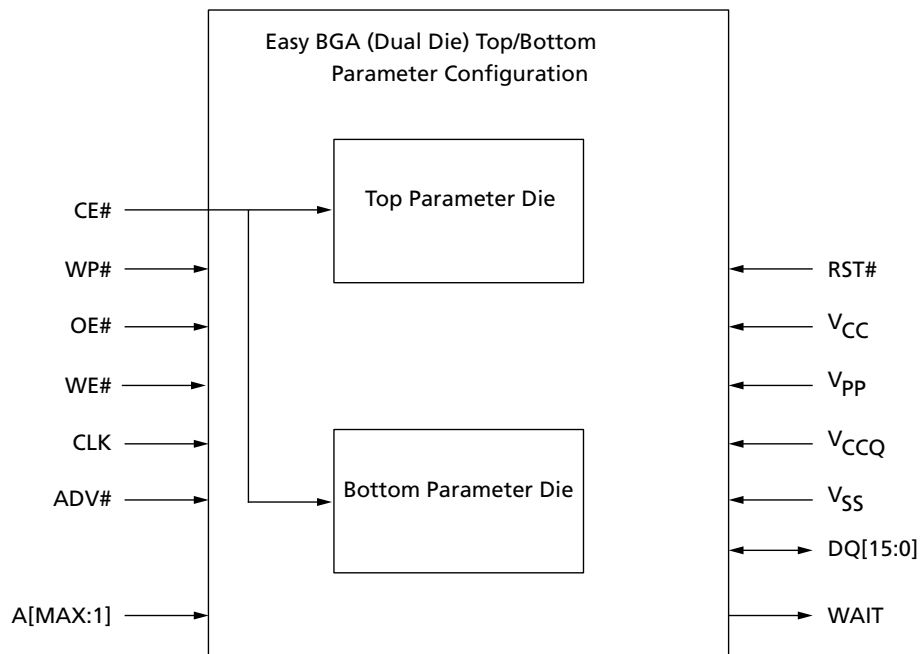 Easy BGA (Dual Die) Top/Bottom
Parameter Configuration
Top Parameter Die
Bottom Parameter Die
CE#
WP#
OE#
WE#
CLK
ADV#
A[MAX:1]
RST#
VCC
VPP
VCCQ
VSS
DQ[15:0]
WAIT